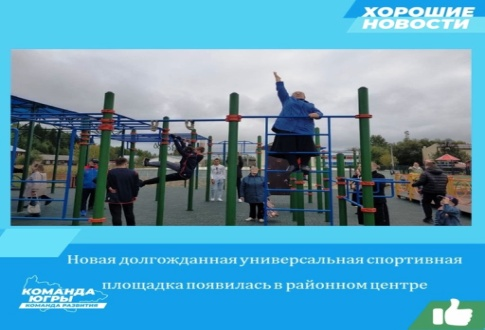 ХОРОШИЕ
НОВОСТИ
Новая долгожданная универсальная спортивная
площадка появилась в районном центре
КОМАНДА
ЮГРЫ
КОМАНДА РАЗВИТИЯ